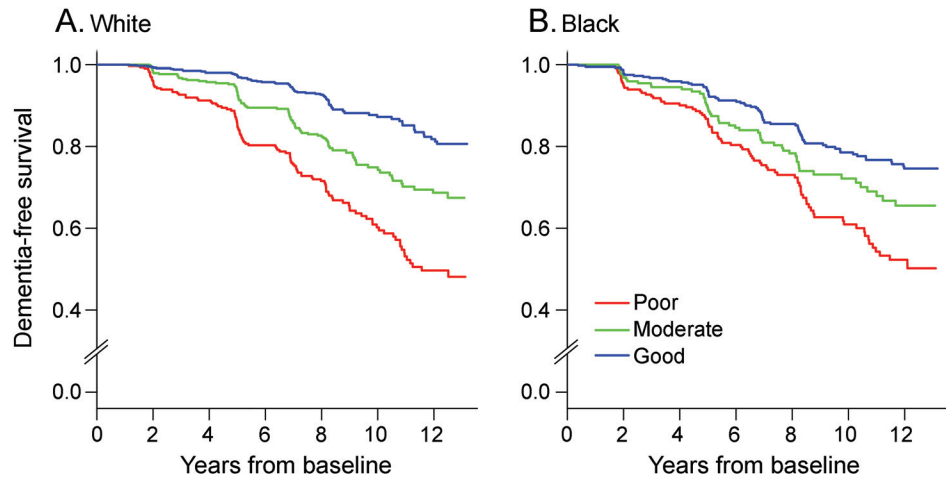 A. White
B. Black
Dementia-free survival
1.0
0.8
0.6
0.4
0.0
0 2 4 6 8 10 12
Years from baseline
1.0
0.8
0.6
0.4
0.0
Poor
Moderate
Good
0 2 4 6 8 10 12
Years from baseline